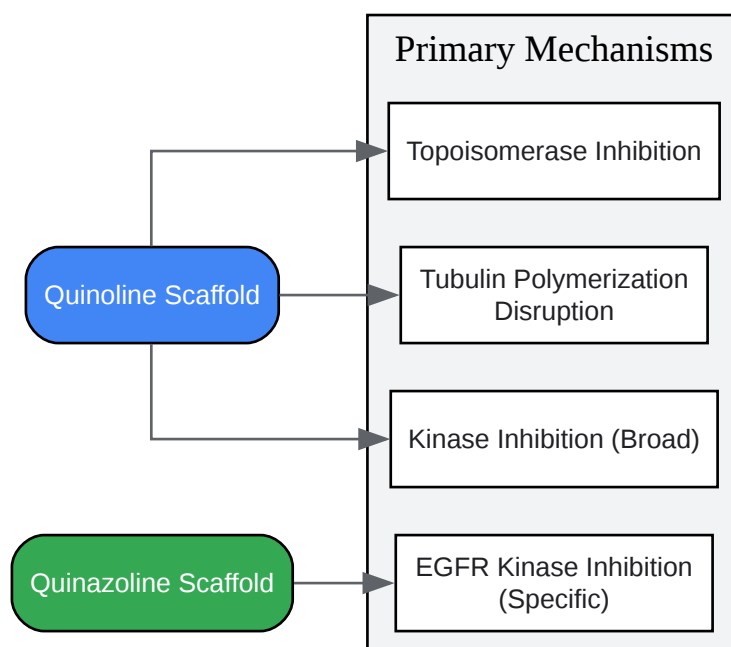 Primary Mechanisms
Topoisomerase Inhibition
Quinoline Scaffold
Tubulin Polymerization
Disruption
Kinase Inhibition (Broad)
Quinazoline Scaffold
EGFR Kinase Inhibition
(Specific)